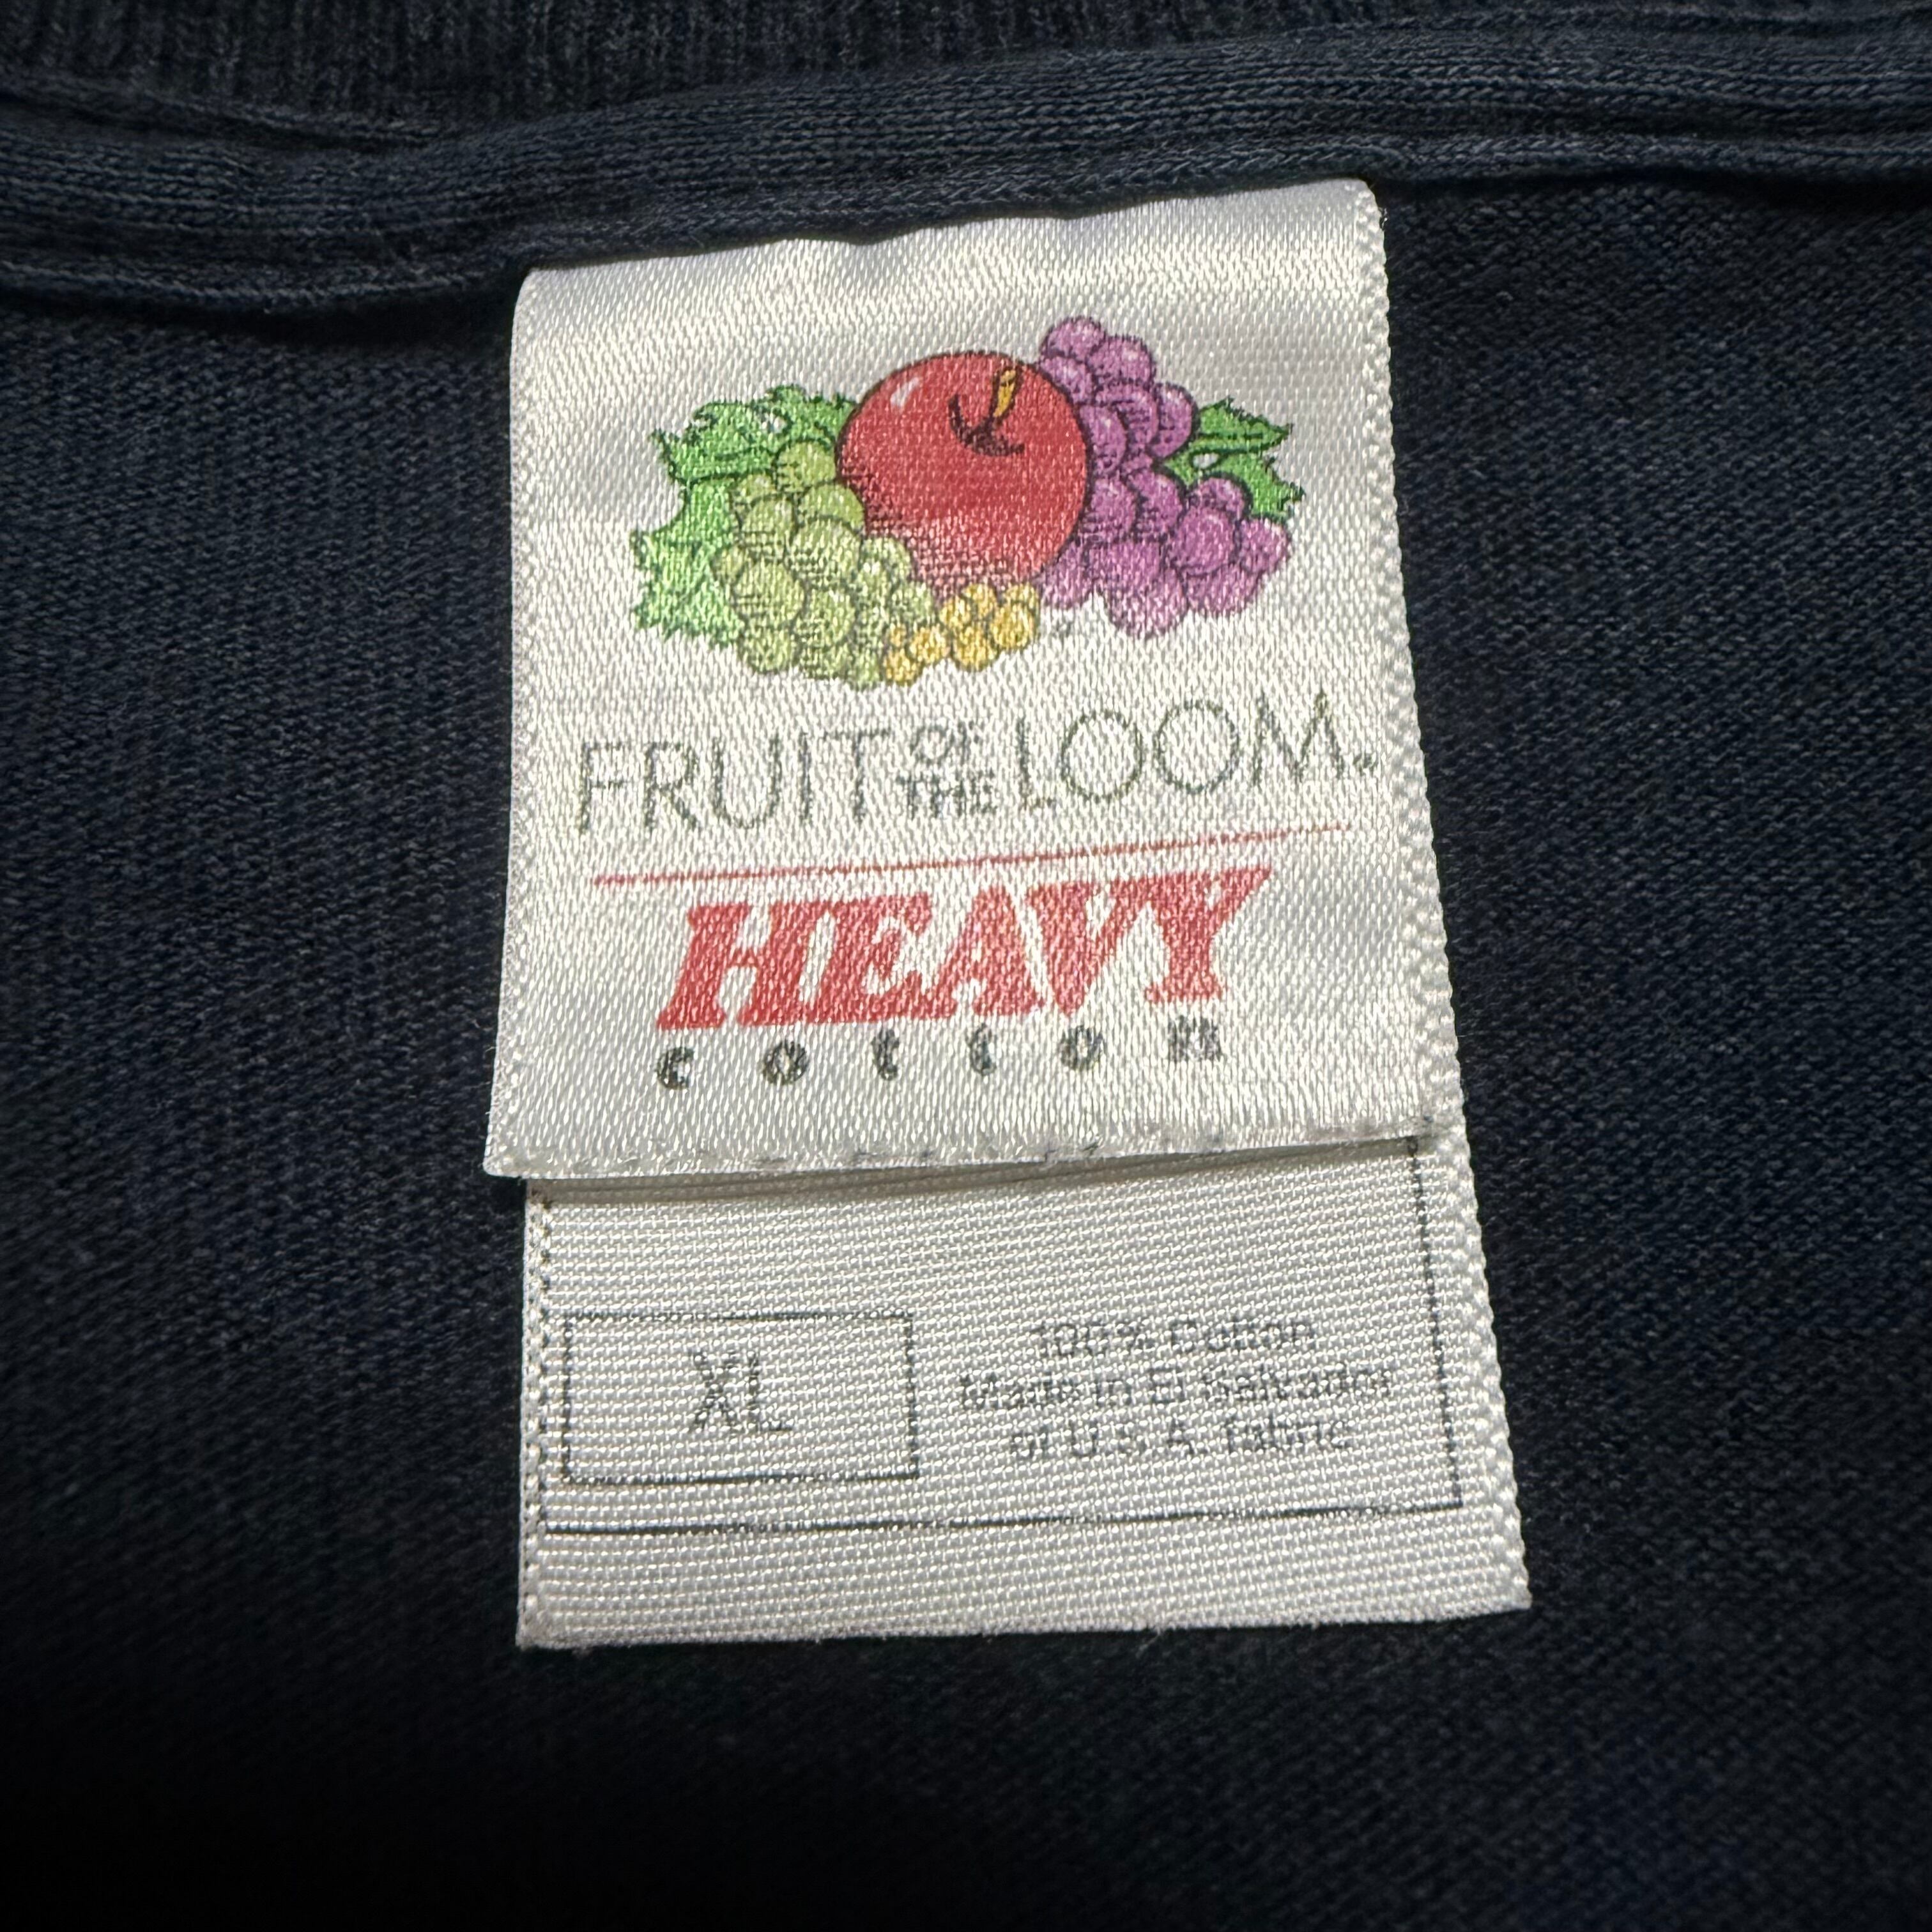 FRUIT OF THE LOOM®
HEAVY
cotton
XL
100% Cotton
Made in El Salvador
of U.S.A. Fabric